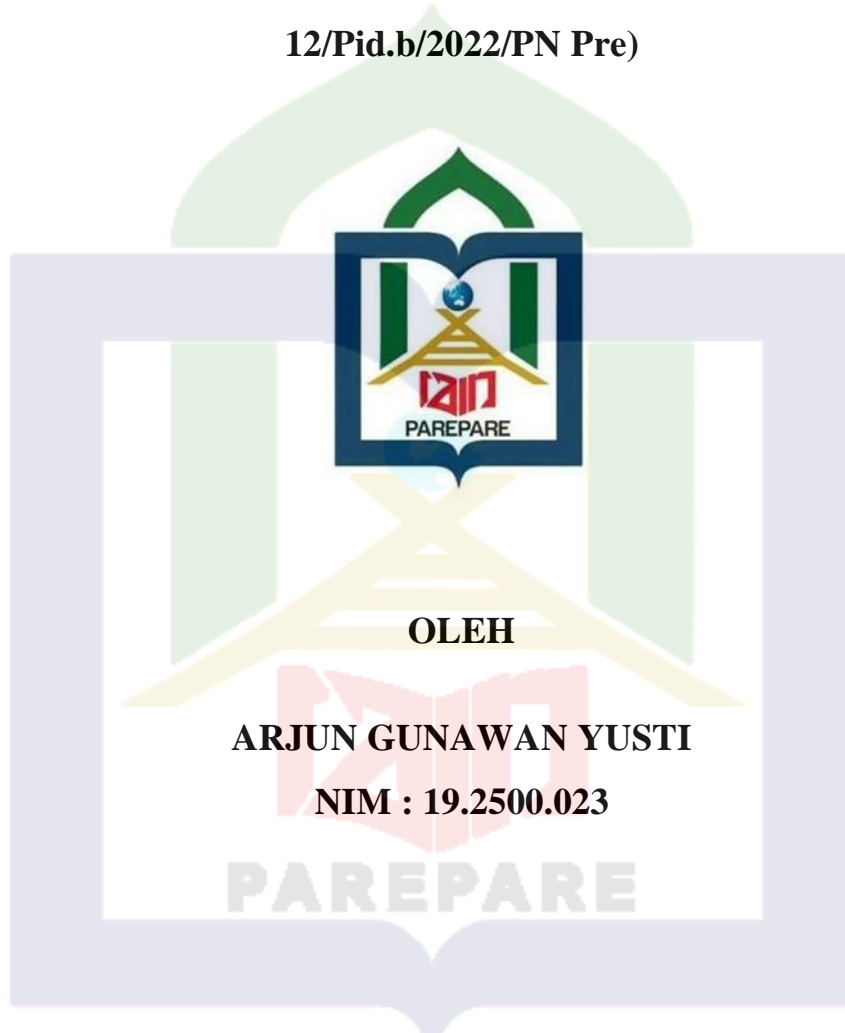 12/Pid.b/2022/PN Pre)
IAIN
PAREPARE
OLEH
ARJUN GUNAWAN YUSTI
NIM : 19.2500.023
PAREPARE